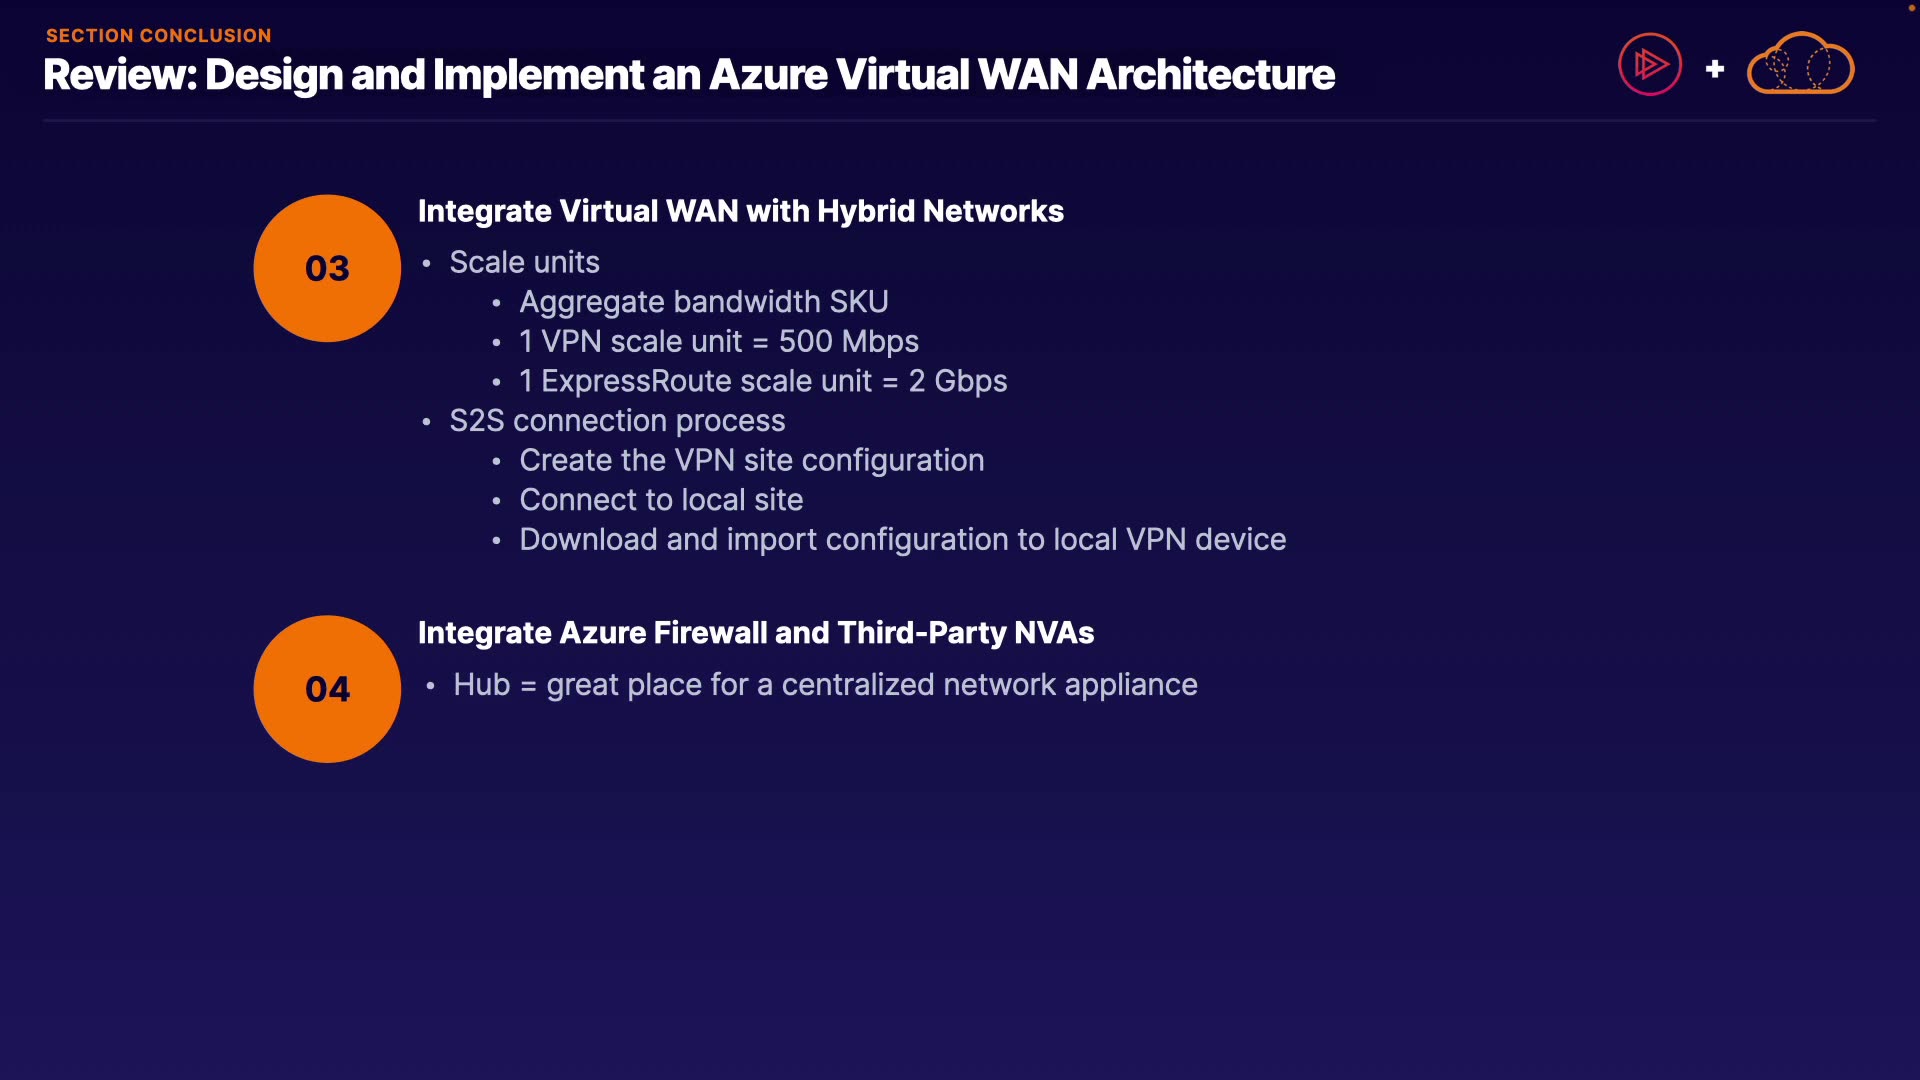 SECTION CONCLUSION
Review: Design and Implement an Azure Virtual WAN Architecture
+
03
Integrate Virtual WAN with Hybrid Networks
• Scale units
• Aggregate bandwidth SKU
• 1 VPN scale unit = 500 Mbps
• 1 ExpressRoute scale unit = 2 Gbps
• S2S connection process
• Create the VPN site configuration
• Connect to local site
• Download and import configuration to local VPN device
04
Integrate Azure Firewall and Third-Party NVAs
• Hub = great place for a centralized network appliance